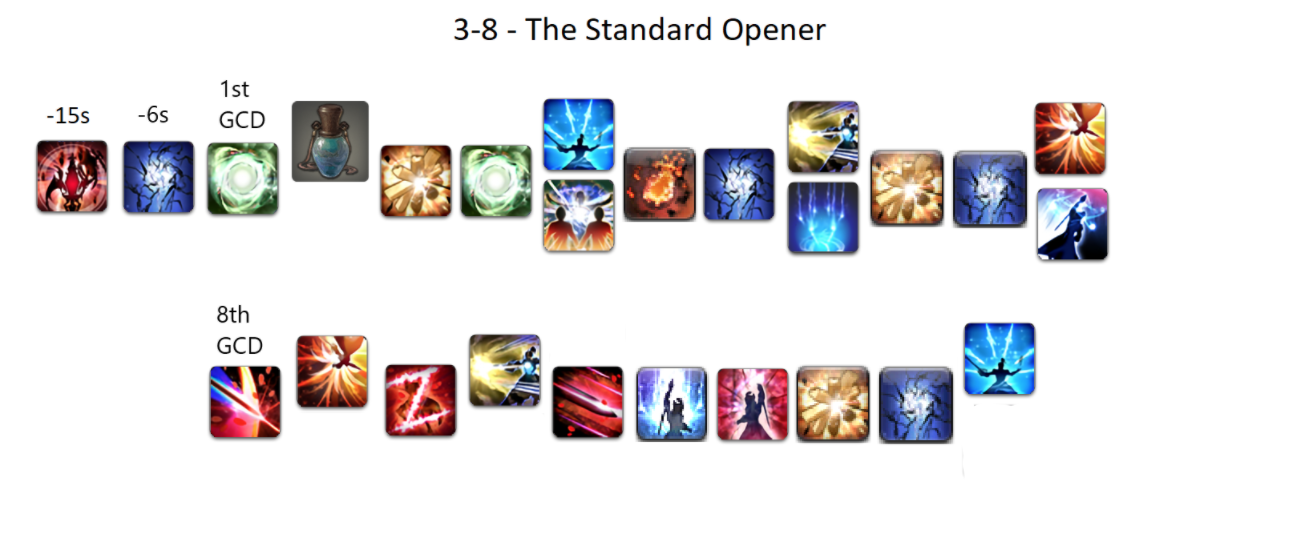 3-8 - The Standard Opener
-15s
-6s
1st
GCD
8th
GCD